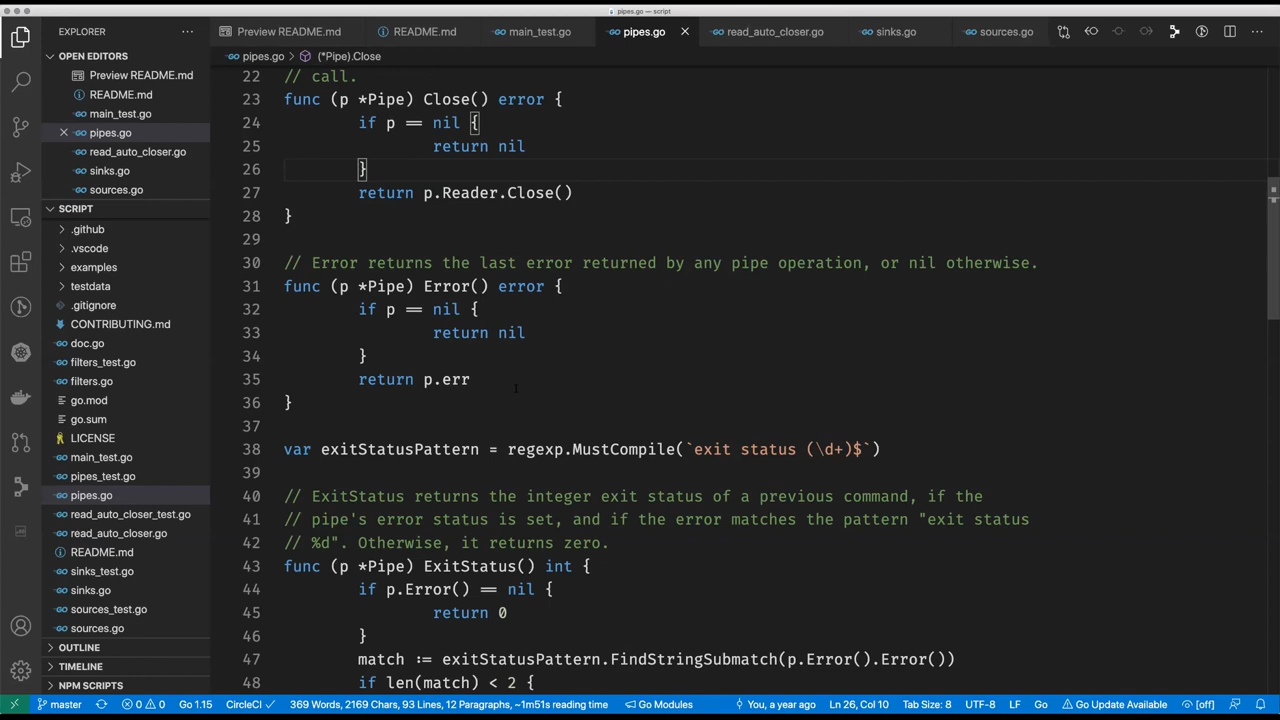 pipes.go — script
EXPLORER
Preview README.md
README.md
main_test.go
pipes.go
read_auto_closer.go
sinks.go
sources.go
OPEN EDITORS
Preview README.md
README.md
main_test.go
pipes.go
read_auto_closer.go
sinks.go
sources.go
SCRIPT
.github
.vscode
examples
testdata
.gitignore
CONTRIBUTING.md
doc.go
filters_test.go
filters.go
go.mod
go.sum
LICENSE
main_test.go
pipes_test.go
pipes.go
read_auto_closer_test.go
read_auto_closer.go
README.md
sinks_test.go
sinks.go
sources_test.go
sources.go
OUTLINE
TIMELINE
NPM SCRIPTS
pipes.go > (*Pipe).Close
22 // call.
23 func (p *Pipe) Close() error {
24 if p == nil {
25 return nil
26 }
27 return p.Reader.Close()
28 }
29
30 // Error returns the last error returned by any pipe operation, or nil otherwise.
31 func (p *Pipe) Error() error {
32 if p == nil {
33 return nil
34 }
35 return p.err
36 }
37
38 var exitStatusPattern = regexp.MustCompile(`exit status (\d+)$`)
39
40 // ExitStatus returns the integer exit status of a previous command, if the
41 // pipe's error status is set, and if the error matches the pattern "exit status
42 // %d". Otherwise, it returns zero.
43 func (p *Pipe) ExitStatus() int {
44 if p.Error() == nil {
45 return 0
46 }
47 match := exitStatusPattern.FindStringSubmatch(p.Error().Error())
48 if len(match) < 2 {
master Go 1.15 0 0 CircleCI ✓ 369 Words, 2169 Chars, 93 Lines, 12 Paragraphs, ~1m51s reading time Go Modules You, a year ago Ln 26, Col 10 Tab Size: 8 UTF-8 LF Go Go Update Available [off]